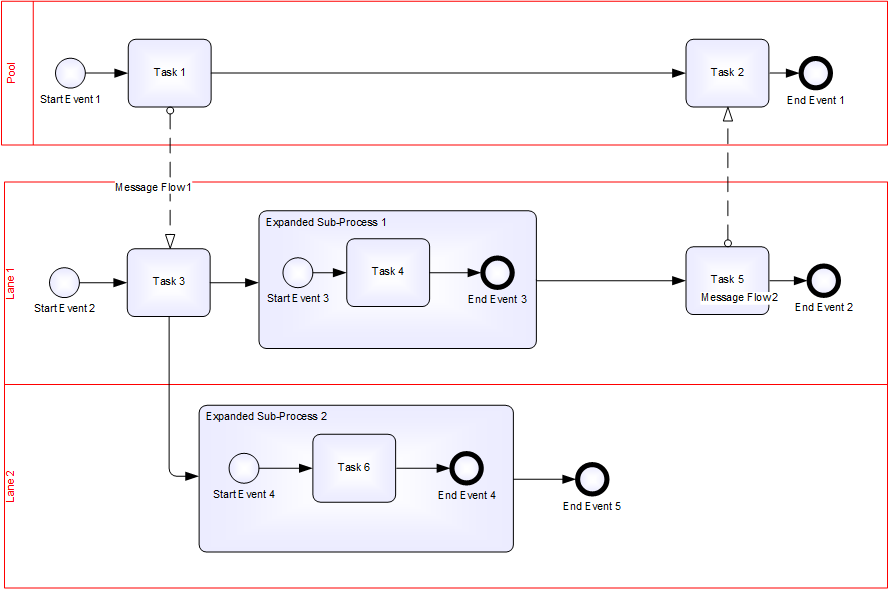 Pool
Start Event 1
Task 1
Task 2
End Event 1
Message Flow1
Lane 1
Start Event 2
Task 3
Expanded Sub-Process 1
Start Event 3
Task 4
End Event 3
Task 5
Message Flow2
End Event 2
Lane 2
Expanded Sub-Process 2
Start Event 4
Task 6
End Event 4
End Event 5